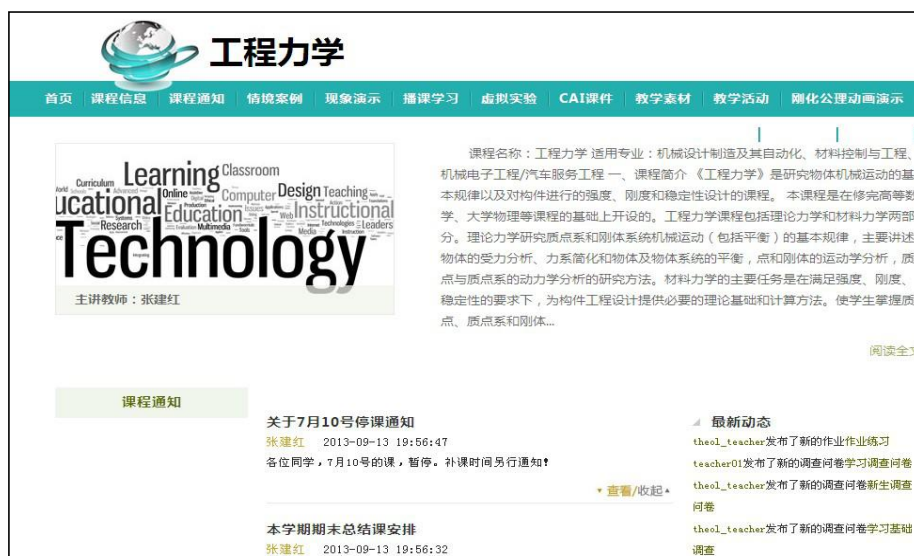 工程力学
首页 课程信息 课程通知 情境案例 现象演示 播课学习 虚拟实验 CAI课件 教学素材 教学活动 刚化公理动画演示
Curriculum Learning Classroom
ucational Online Computer Design Teaching
Education Web Instructional
Research Multimedia Media Technologies Leaders
Technology
主讲教师：张建红
课程名称：工程力学 适用专业：机械设计制造及其自动化、材料控制与工程、
机械电子工程/汽车服务工程 一、课程简介 《工程力学》是研究物体机械运动的基
本规律以及对构件进行的强度、刚度和稳定性设计的课程。 本课程是在修完高等数
学、大学物理等课程的基础上开设的。工程力学课程包括理论力学和材料力学两部
分。理论力学研究质点系和刚体系统机械运动（包括平衡）的基本规律，主要讲述
物体的受力分析、力系简化和物体及物体系统的平衡，点和刚体的运动学分析，质
点与质点系的动力学分析的研究方法。材料力学的主要任务是在满足强度、刚度、
稳定性的要求下，为构件工程设计提供必要的理论基础和计算方法。使学生掌握质
点、质点系和刚体...
阅读全文
课程通知
关于7月10号停课通知
张建红 2013-09-13 19:56:47
各位同学，7月10号的课，暂停。补课时间另行通知！
查看/收起
本学期期末总结课安排
张建红 2013-09-13 19:56:32
最新动态
theol_teacher发布了新的作业作业练习
teacher01发布了新的调查问卷学习调查问卷
theol_teacher发布了新的调查问卷新生调查
问卷
theol_teacher发布了新的调查问卷学习基础
调查